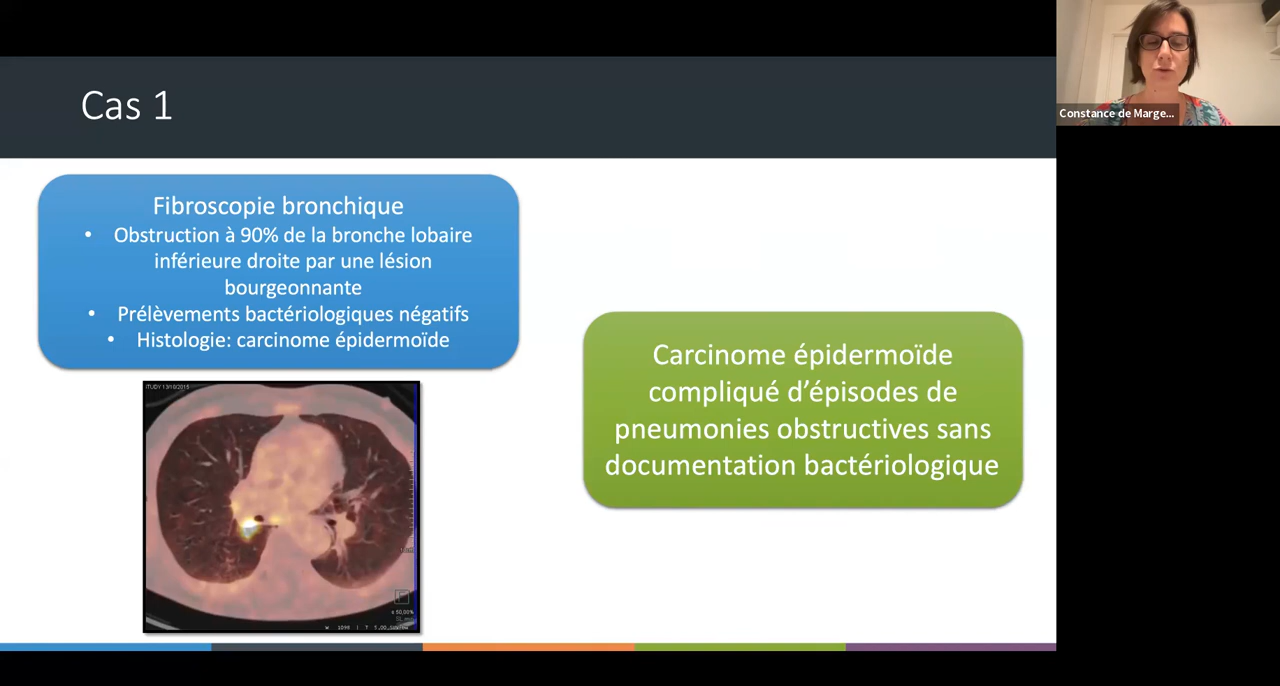 Cas 1
Fibroscopie bronchique
• Obstruction à 90% de la bronche lobaire
inférieure droite par une lésion
bourgeonnante
• Prélèvements bactériologiques négatifs
• Histologie: carcinome épidermoïde
Carcinome épidermoïde
compliqué d’épisodes de
pneumonies obstructives sans
documentation bactériologique
Constance de Marge...